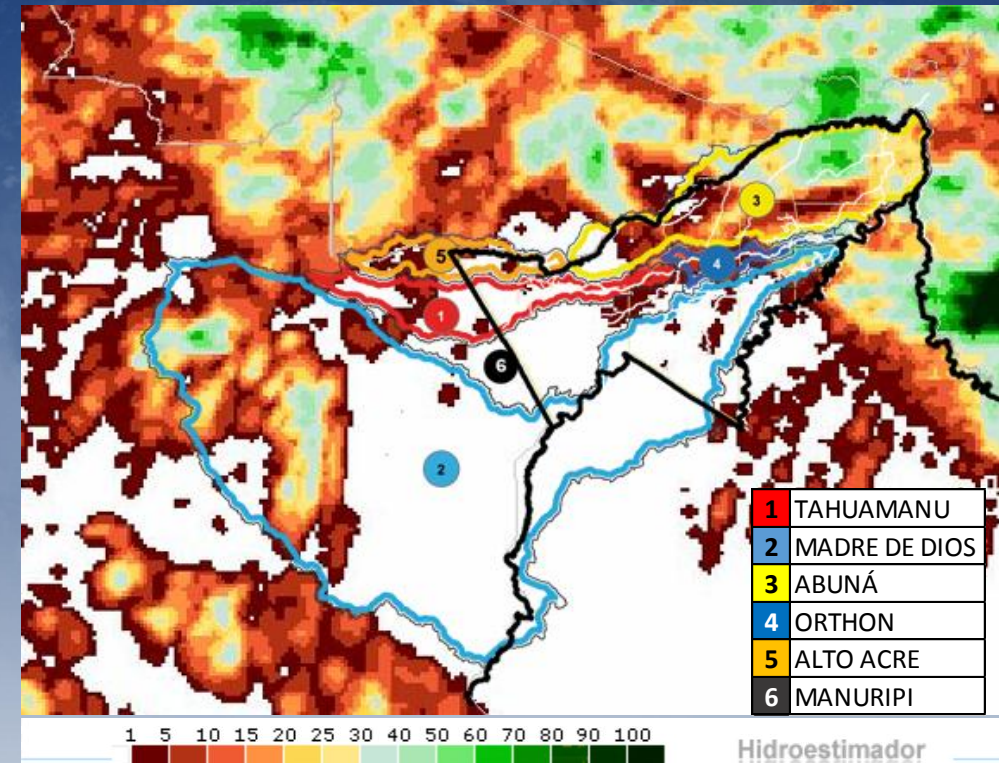 3
5
4
1
6
2
1 TAHUAMANU
2 MADRE DE DIOS
3 ABUNÁ
4 ORTHON
5 ALTO ACRE
6 MANURIPI
1 5 10 15 20 25 30 40 50 60 70 80 90 100
Hidroestimador